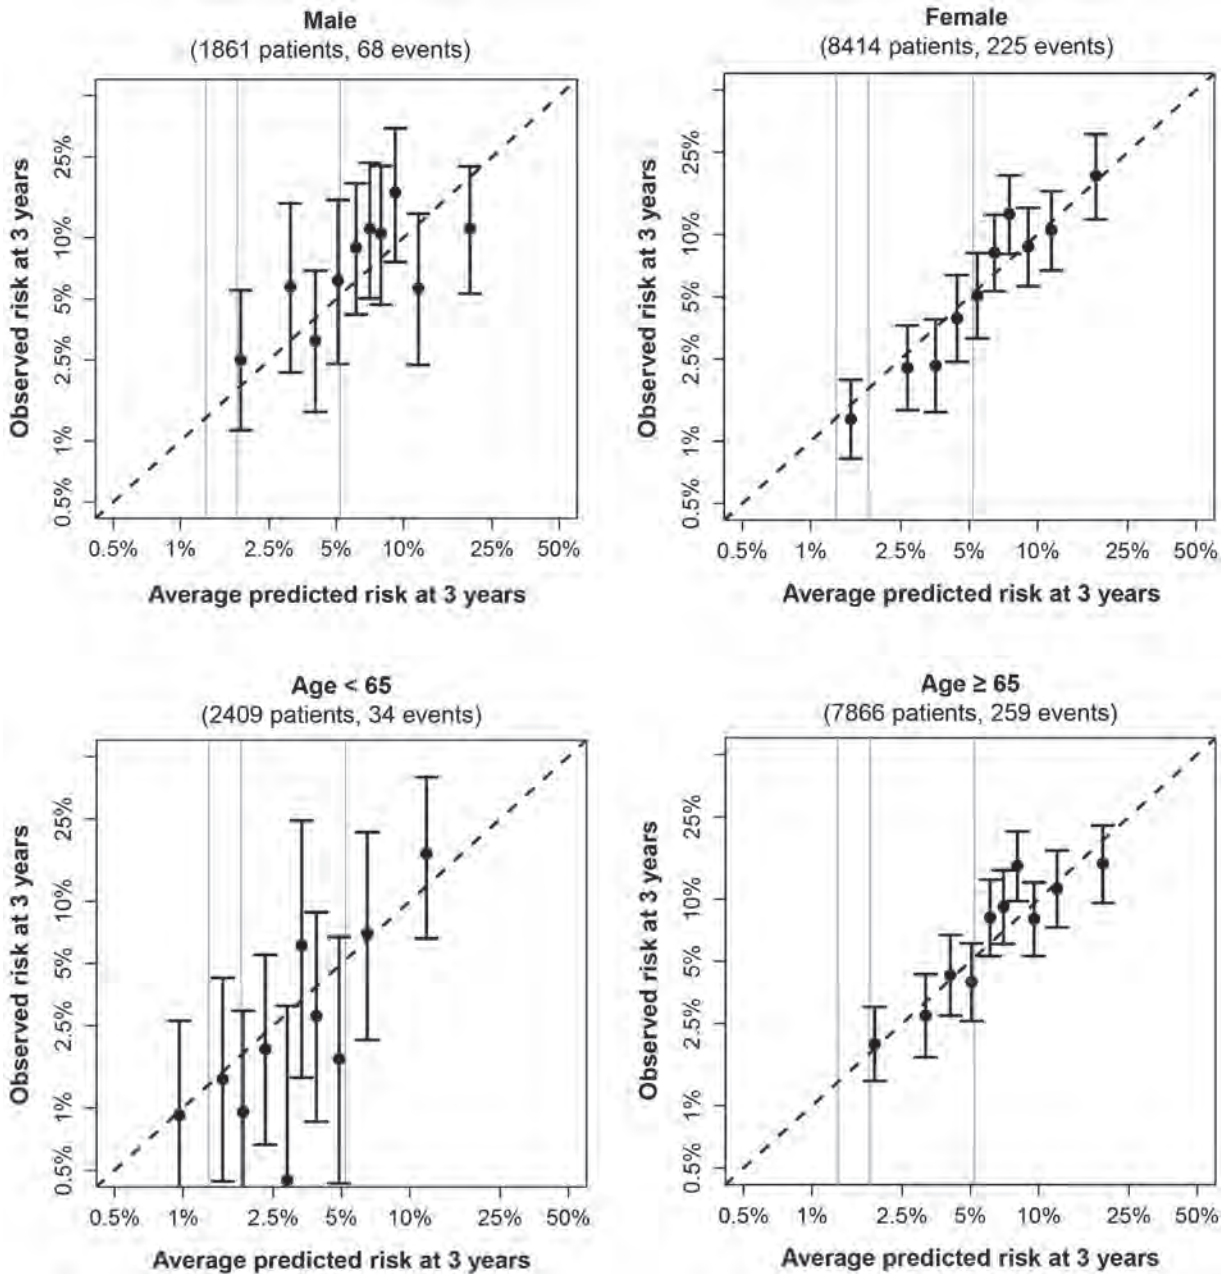 Male
(1861 patients, 68 events)
Observed risk at 3 years
25%
10%
5%
2.5%
1%
0.5%
0.5% 1% 2.5% 5% 10% 25% 50%
Average predicted risk at 3 years
Female
(8414 patients, 225 events)
Observed risk at 3 years
25%
10%
5%
2.5%
1%
0.5%
0.5% 1% 2.5% 5% 10% 25% 50%
Average predicted risk at 3 years
Age < 65
(2409 patients, 34 events)
Observed risk at 3 years
25%
10%
5%
2.5%
1%
0.5%
0.5% 1% 2.5% 5% 10% 25% 50%
Average predicted risk at 3 years
Age ≥ 65
(7866 patients, 259 events)
Observed risk at 3 years
25%
10%
5%
2.5%
1%
0.5%
0.5% 1% 2.5% 5% 10% 25% 50%
Average predicted risk at 3 years